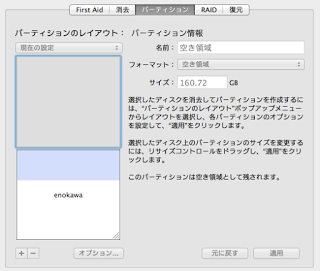 First Aid 消去 パーティション RAID 復元
パーティションのレイアウト： パーティション情報
現在の設定
名前： 空き領域
フォーマット： 空き領域
サイズ： 160.72 GB
選択したディスクを消去してパーティションを作成するに
は、“パーティションのレイアウト”ポップアップメニュー
からレイアウトを選択し、各パーティションのオプション
を設定して、“適用”をクリックします。
選択したディスク上のパーティションのサイズを変更する
には、リサイズコントロールをドラッグし、“適用”をクリ
ックします。
このパーティションは空き領域として残されます。
enokawa
+ − オプション... 元に戻す 適用